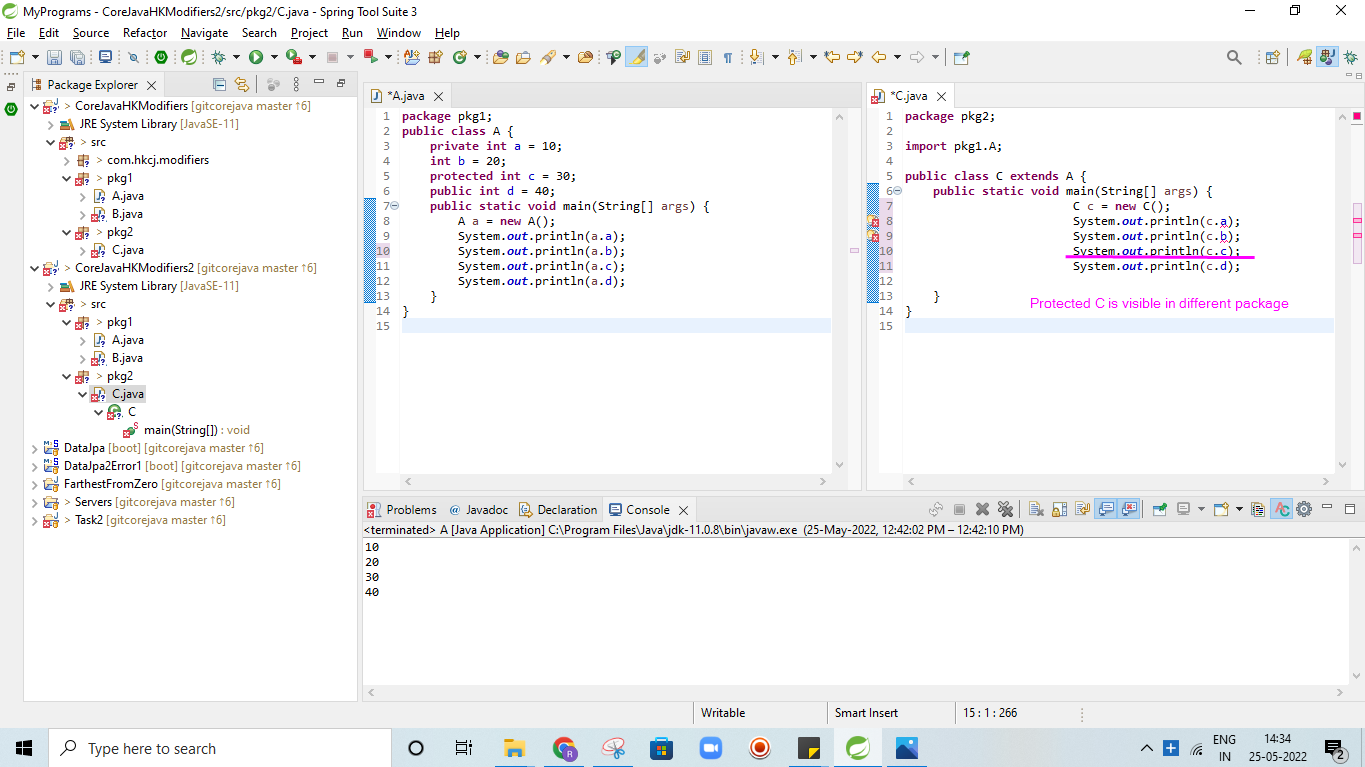 MyPrograms - CoreJavaHKModifiers2/src/pkg2/C.java - Spring Tool Suite 3
File Edit Source Refactor Navigate Search Project Run Window Help
Package Explorer
> CoreJavaHKModifiers [gitcorejava master ↑6]
JRE System Library [JavaSE-11]
> src
> com.hkcj.modifiers
> pkg1
A.java
B.java
> pkg2
C.java
> CoreJavaHKModifiers2 [gitcorejava master ↑6]
JRE System Library [JavaSE-11]
> src
> pkg1
A.java
B.java
> pkg2
C.java
C
main(String[]) : void
DataJpa [boot] [gitcorejava master ↑6]
DataJpa2Error1 [boot] [gitcorejava master ↑6]
FarthestFromZero [gitcorejava master ↑6]
> Servers [gitcorejava master ↑6]
> Task2 [gitcorejava master ↑6]
*A.java
1 package pkg1;
2 public class A {
3 private int a = 10;
4 int b = 20;
5 protected int c = 30;
6 public int d = 40;
7 public static void main(String[] args) {
8 A a = new A();
9 System.out.println(a.a);
10 System.out.println(a.b);
11 System.out.println(a.c);
12 System.out.println(a.d);
13 }
14 }
15
*C.java
1 package pkg2;
2
3 import pkg1.A;
4
5 public class C extends A {
6 public static void main(String[] args) {
7 C c = new C();
8 System.out.println(c.a);
9 System.out.println(c.b);
10 System.out.println(c.c);
11 System.out.println(c.d);
12
13 }
14 }
15
Protected C is visible in different package
Problems @ Javadoc Declaration Console
<terminated> A [Java Application] C:\Program Files\Java\jdk-11.0.8\bin\javaw.exe (25-May-2022, 12:42:02 PM – 12:42:10 PM)
10
20
30
40
Writable Smart Insert 15 : 1 : 266
Type here to search
ENG
IN
14:34
25-05-2022
2